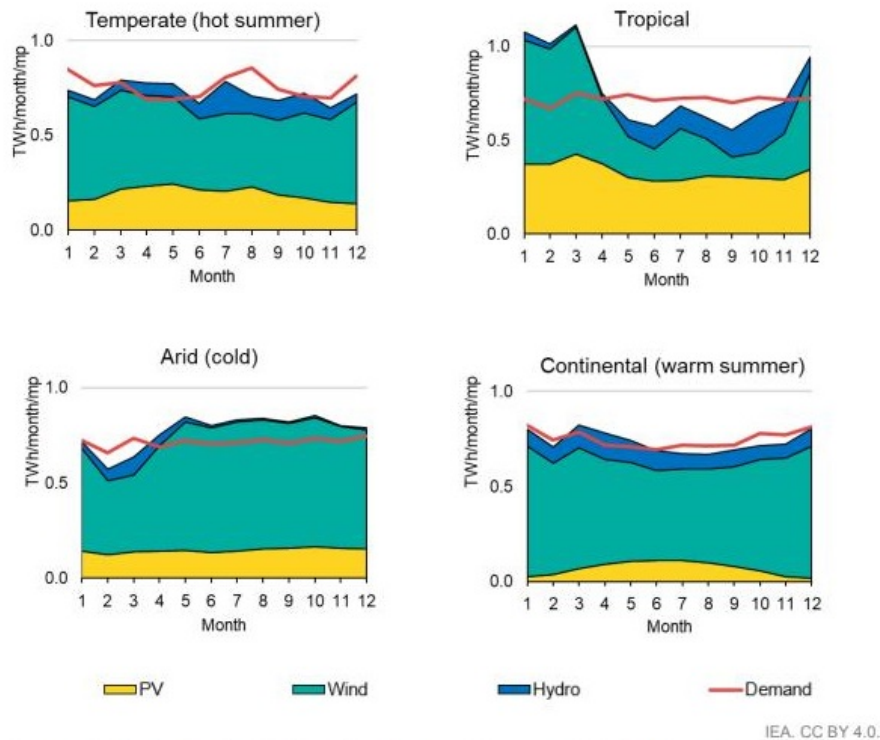 Temperate (hot summer)
TWh/month/mp
1.0
0.5
0.0
1 2 3 4 5 6 7 8 9 10 11 12
Month
Tropical
TWh/month/mp
1.0
0.5
0.0
1 2 3 4 5 6 7 8 9 10 11 12
Month
Arid (cold)
TWh/month/mp
1.0
0.5
0.0
1 2 3 4 5 6 7 8 9 10 11 12
Month
Continental (warm summer)
TWh/month/mp
1.0
0.5
0.0
1 2 3 4 5 6 7 8 9 10 11 12
Month
PV Wind Hydro Demand
IEA. CC BY 4.0.